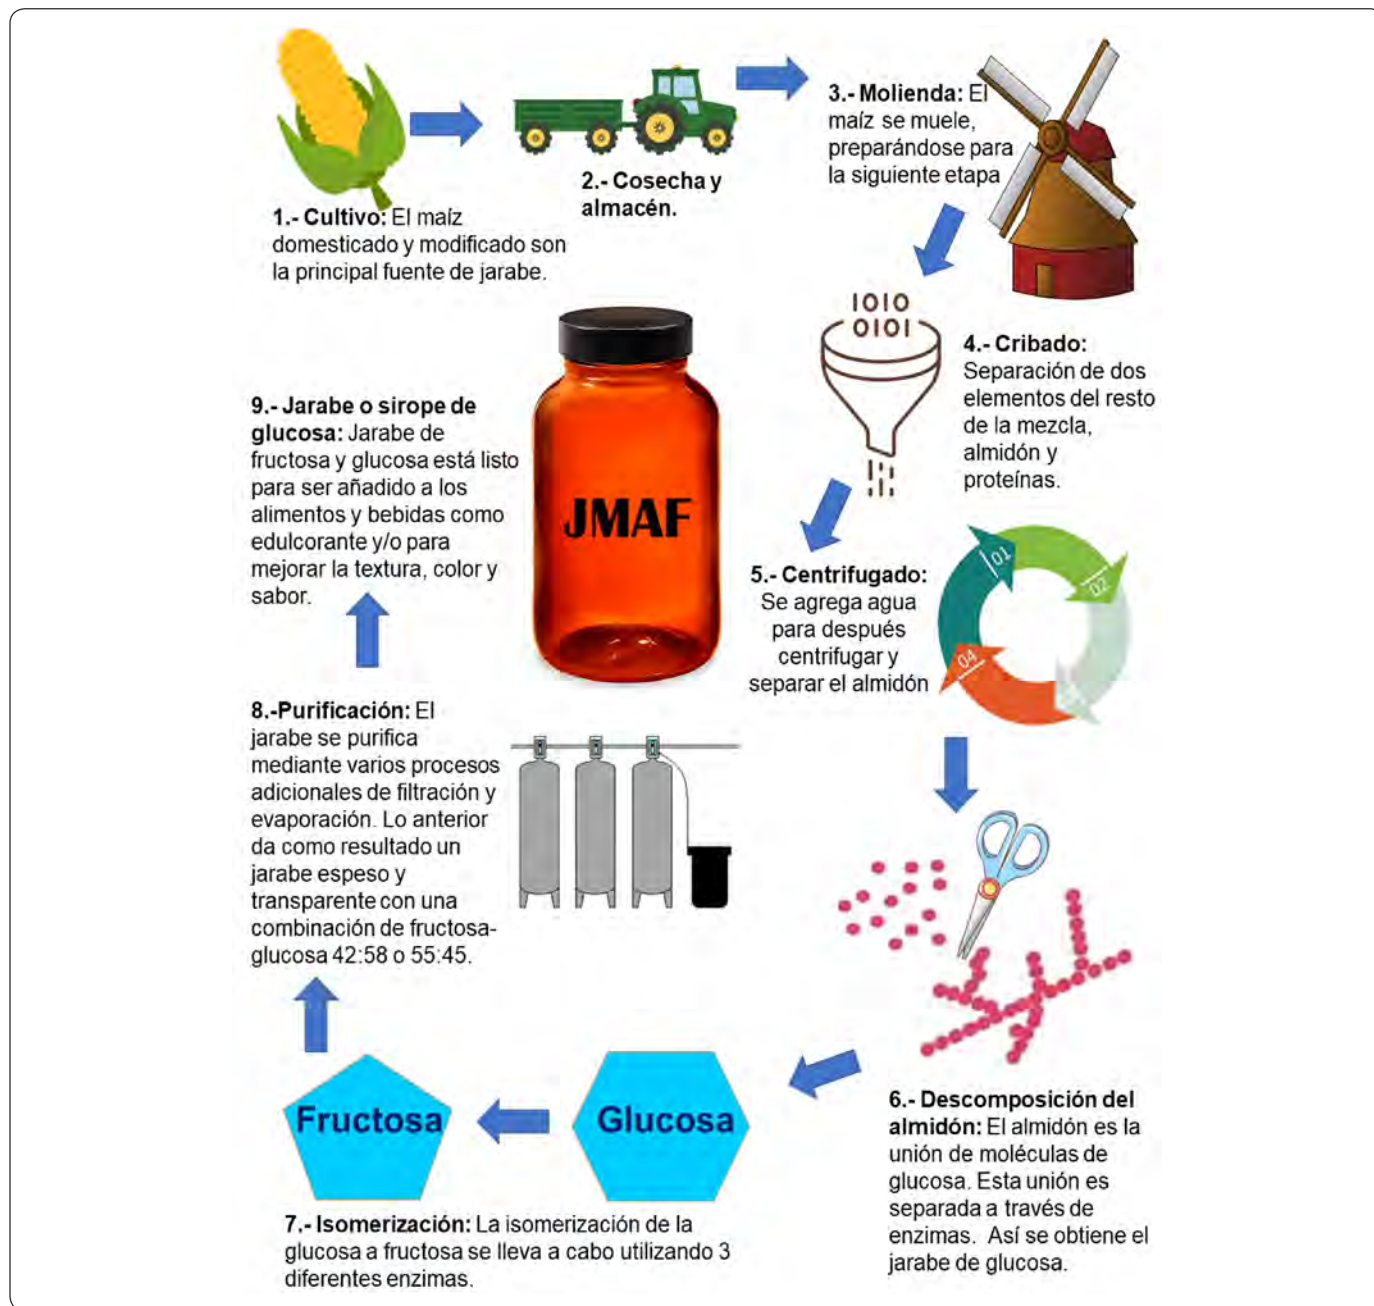 1.- Cultivo: El maíz
domesticado y modificado son
la principal fuente de jarabe.
2.- Cosecha y
almacén.
3.- Molienda: El
maíz se muele,
preparándose para
la siguiente etapa
1010
0101
4.- Cribado:
Separación de dos
elementos del resto
de la mezcla,
almidón y
proteínas.
5.- Centrifugado:
Se agrega agua
para después
centrifugar y
separar el almidón
01
02
04
6.- Descomposición del
almidón: El almidón es la
unión de moléculas de
glucosa. Esta unión es
separada a través de
enzimas. Así se obtiene el
jarabe de glucosa.
Glucosa
Fructosa
7.- Isomerización: La isomerización de la
glucosa a fructosa se lleva a cabo utilizando 3
diferentes enzimas.
8.-Purificación: El
jarabe se purifica
mediante varios procesos
adicionales de filtración y
evaporación. Lo anterior
da como resultado un
jarabe espeso y
transparente con una
combinación de fructosa-
glucosa 42:58 o 55:45.
9.- Jarabe o sirope de
glucosa: Jarabe de
fructosa y glucosa está listo
para ser añadido a los
alimentos y bebidas como
edulcorante y/o para
mejorar la textura, color y
sabor.
JMAF